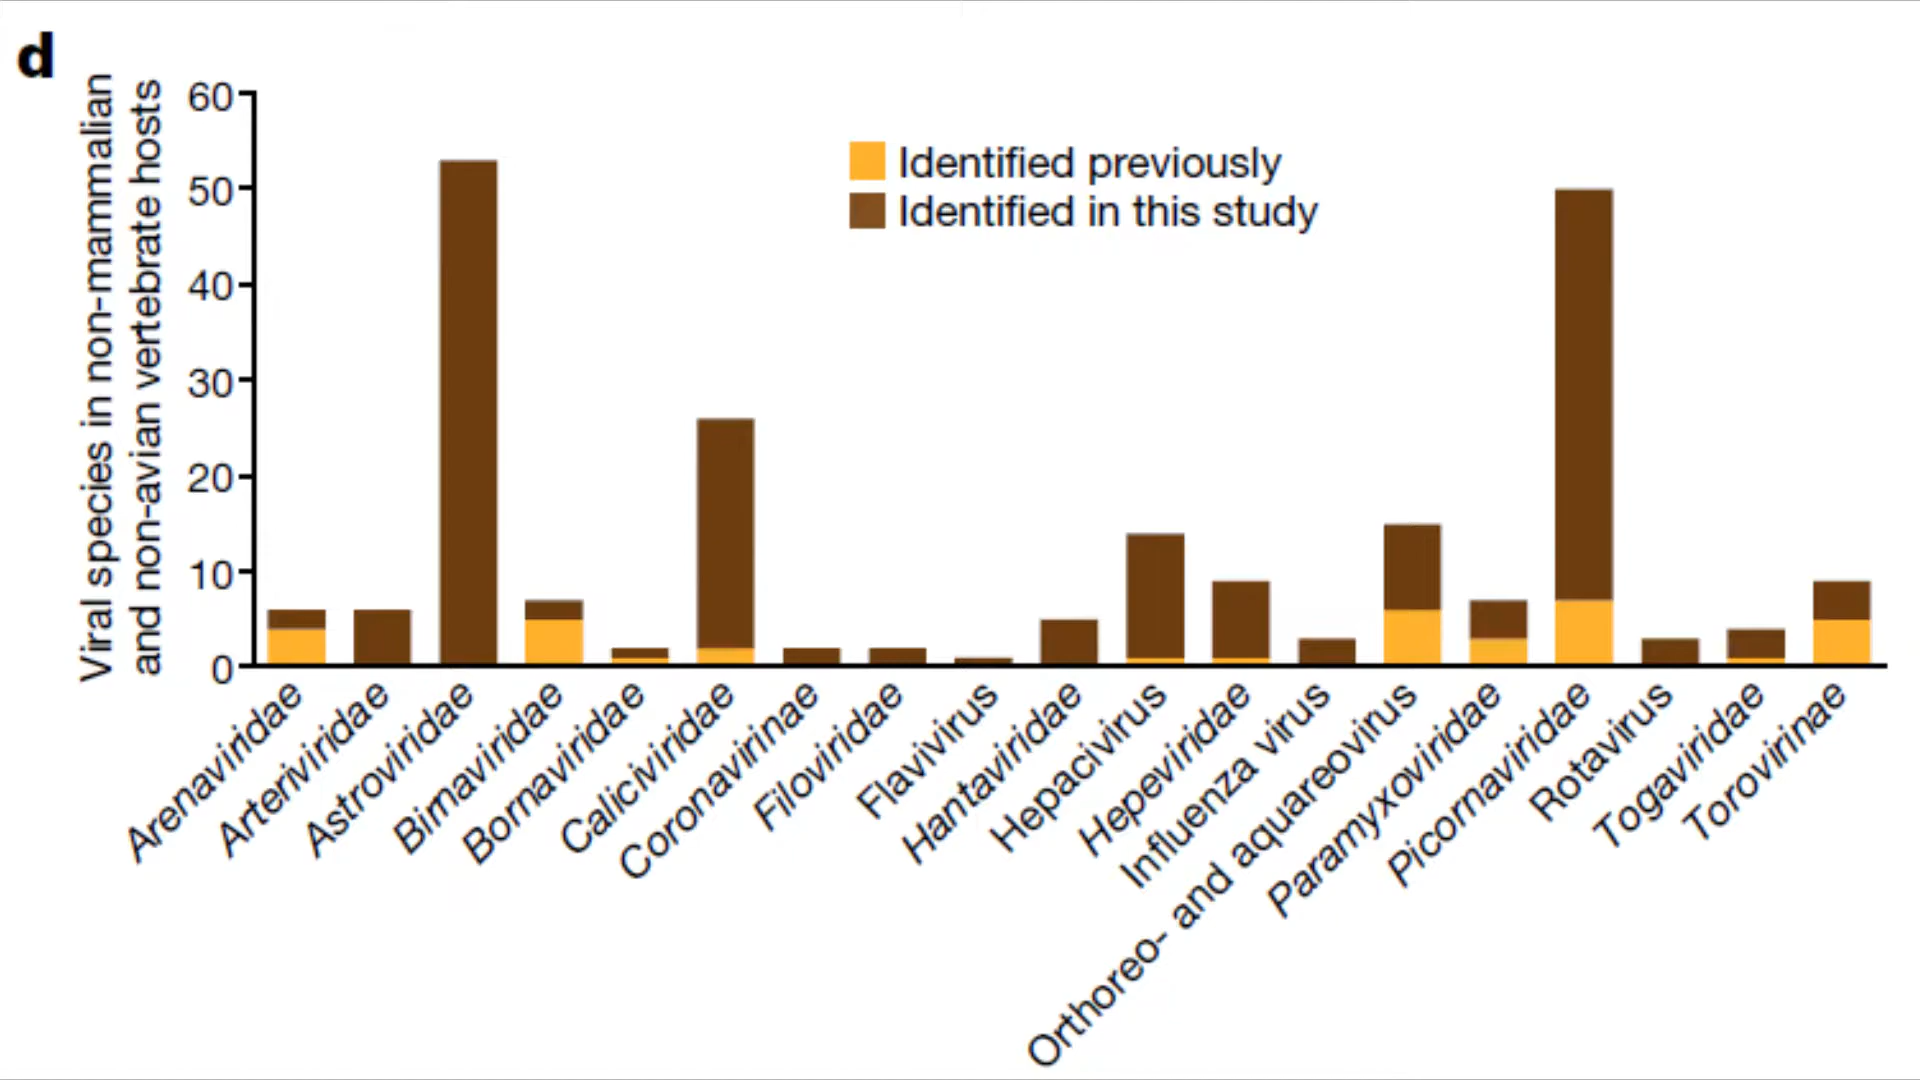 d
Viral species in non-mammalian
and non-avian vertebrate hosts
60
50
40
30
20
10
0
Identified previously
Identified in this study
Arenaviridae
Arteriviridae
Astroviridae
Birnaviridae
Bornaviridae
Caliciviridae
Coronavirinae
Filoviridae
Flavivirus
Hantaviridae
Hepacivirus
Hepeviridae
Influenza virus
Orthoreo- and aquareovirus
Paramyxoviridae
Picornaviridae
Rotavirus
Togaviridae
Torovirinae